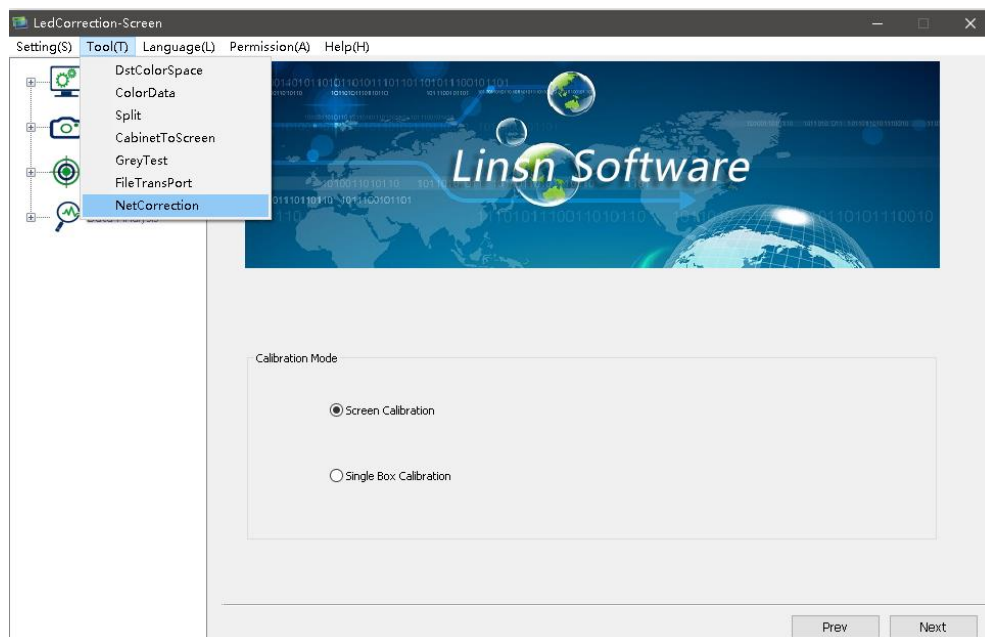 LedCorrection-Screen
Setting(S) Tool(T) Language(L) Permission(A) Help(H)
DstColorSpace
ColorData
Split
CabinetToScreen
GreyTest
FileTransPort
NetCorrection
Linsn Software
Calibration Mode
Screen Calibration
Single Box Calibration
Prev Next